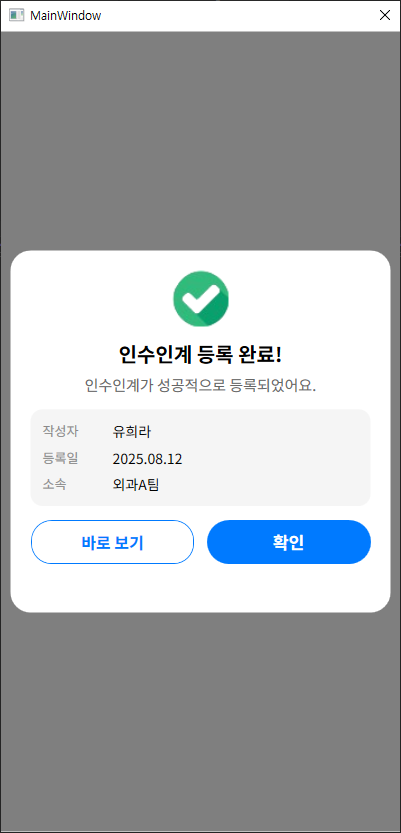 MainWindow
인수인계 등록 완료!
인수인계가 성공적으로 등록되었어요.
작성자 유희라
등록일 2025.08.12
소속 외과A팀
바로 보기 확인